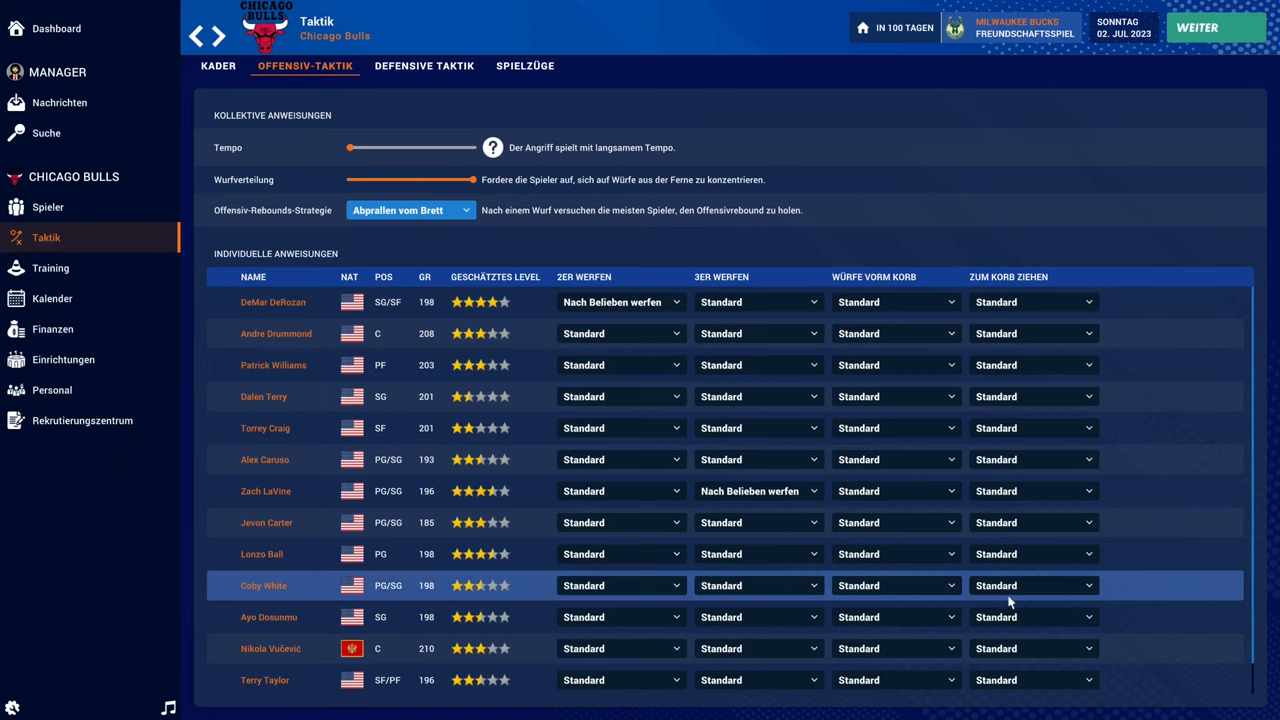 Dashboard
MANAGER
Nachrichten
Suche
CHICAGO BULLS
Spieler
Taktik
Training
Kalender
Finanzen
Einrichtungen
Personal
Rekrutierungszentrum
CHICAGO
BULLS
Taktik
Chicago Bulls
IN 100 TAGEN
MILWAUKEE BUCKS
FREUNDSCHAFTSSPIEL
SONNTAG
02. JUL 2023
WEITER
KADER OFFENSIV-TAKTIK DEFENSIVE TAKTIK SPIELZÜGE
KOLLEKTIVE ANWEISUNGEN
Tempo ? Der Angriff spielt mit langsamem Tempo.
Wurfverteilung Fordere die Spieler auf, sich auf Würfe aus der Ferne zu konzentrieren.
Offensiv-Rebounds-Strategie Abprallen vom Brett Nach einem Wurf versuchen die meisten Spieler, den Offensivrebound zu holen.
INDIVIDUELLE ANWEISUNGEN
NAME NAT POS GR GESCHÄTZTES LEVEL 2ER WERFEN 3ER WERFEN WÜRFE VORM KORB ZUM KORB ZIEHEN
DeMar DeRozan SG/SF 198 Nach Belieben werfen Standard Standard Standard
Andre Drummond C 208 Standard Standard Standard Standard
Patrick Williams PF 203 Standard Standard Standard Standard
Dalen Terry SG 201 Standard Standard Standard Standard
Torrey Craig SF 201 Standard Standard Standard Standard
Alex Caruso PG/SG 193 Standard Standard Standard Standard
Zach LaVine PG/SG 196 Standard Nach Belieben werfen Standard Standard
Jevon Carter PG/SG 185 Standard Standard Standard Standard
Lonzo Ball PG 198 Standard Standard Standard Standard
Coby White PG/SG 198 Standard Standard Standard Standard
Ayo Dosunmu SG 198 Standard Standard Standard Standard
Nikola Vučević C 210 Standard Standard Standard Standard
Terry Taylor SF/PF 196 Standard Standard Standard Standard